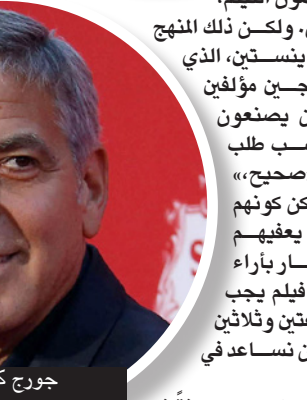 ولكن ذلك المنهج
ينستين، الذي
جين مؤلفين
يصنعون
ب طلب
صحيح،»
كن كونهم
يعفيهم
ار بأراء
فيلم يجب
عتين وثلاثين
ن نساعد في
جورج ك